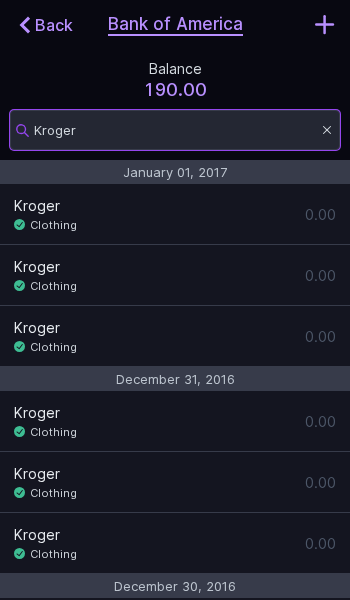 Back
Bank of America
Balance
190.00
Kroger
January 01, 2017
Kroger
0.00
Clothing
Kroger
0.00
Clothing
Kroger
0.00
Clothing
December 31, 2016
Kroger
0.00
Clothing
Kroger
0.00
Clothing
Kroger
0.00
Clothing
December 30, 2016